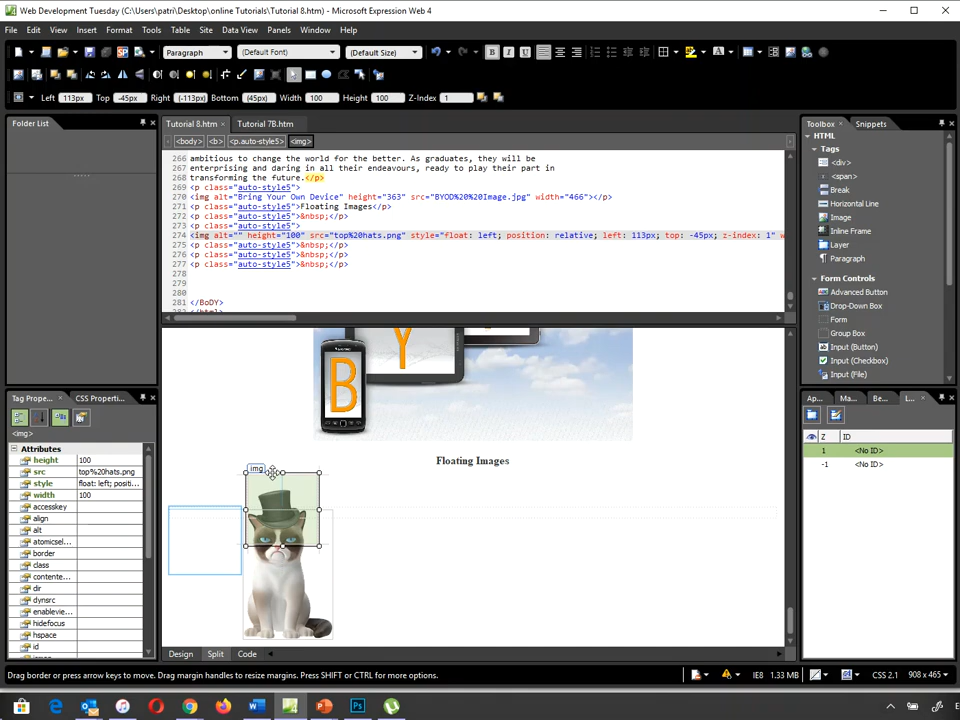 Web Development Tuesday (C:\Users\patri\Desktop\online Tutorials\Tutorial 8.htm) - Microsoft Expression Web 4
File Edit View Insert Format Tools Table Site Data View Panels Window Help
Paragraph (Default Font) (Default Size)
Left 113px Top -45px Right (-113px) Bottom (45px) Width 100 Height 100 Z-Index 1
Folder List
Tutorial 8.htm Tutorial 7B.htm
<body> <b> <p.auto-style5> <img>
266 ambitious to change the world for the better. As graduates, they will be
267 enterprising and daring in all their endeavours, ready to play their part in
268 transforming the future.</p>
269 <p class="auto-style5">
270 <img alt="Bring Your Own Device" height="363" src="BYOD%20%20Image.jpg" width="466"></p>
271 <p class="auto-style5">Floating Images</p>
272 <p class="auto-style5">&nbsp;</p>
273 <p class="auto-style5">
274 <img alt="" height="100" src="top%20hats.png" style="float: left; position: relative; left: 113px; top: -45px; z-index: 1" w
275 <p class="auto-style5">&nbsp;</p>
276 <p class="auto-style5">&nbsp;</p>
277 <p class="auto-style5">&nbsp;</p>
278
279
280
281 </BoDY>
B Y
Floating Images
img
Design Split Code
Tag Prope... CSS Properti...
<img>
Attributes
height 100
src top%20hats.png
style float: left; positi...
width 100
accesskey
align
alt
atomicsel...
border
class
contente...
dir
dynsrc
enablevie...
hidefocus
hspace
id
Toolbox Snippets
HTML
Tags
<div>
<span>
Break
Horizontal Line
Image
Inline Frame
Layer
Paragraph
Form Controls
Advanced Button
Drop-Down Box
Form
Group Box
Input (Button)
Input (Checkbox)
Input (File)
Ap... Ma... Be... L...
Z ID
1 <No ID>
-1 <No ID>
Drag border or press arrow keys to move. Drag margin handles to resize margins. Press SHIFT or CTRL for more options.
IE8 1.33 MB CSS 2.1 908 x 465